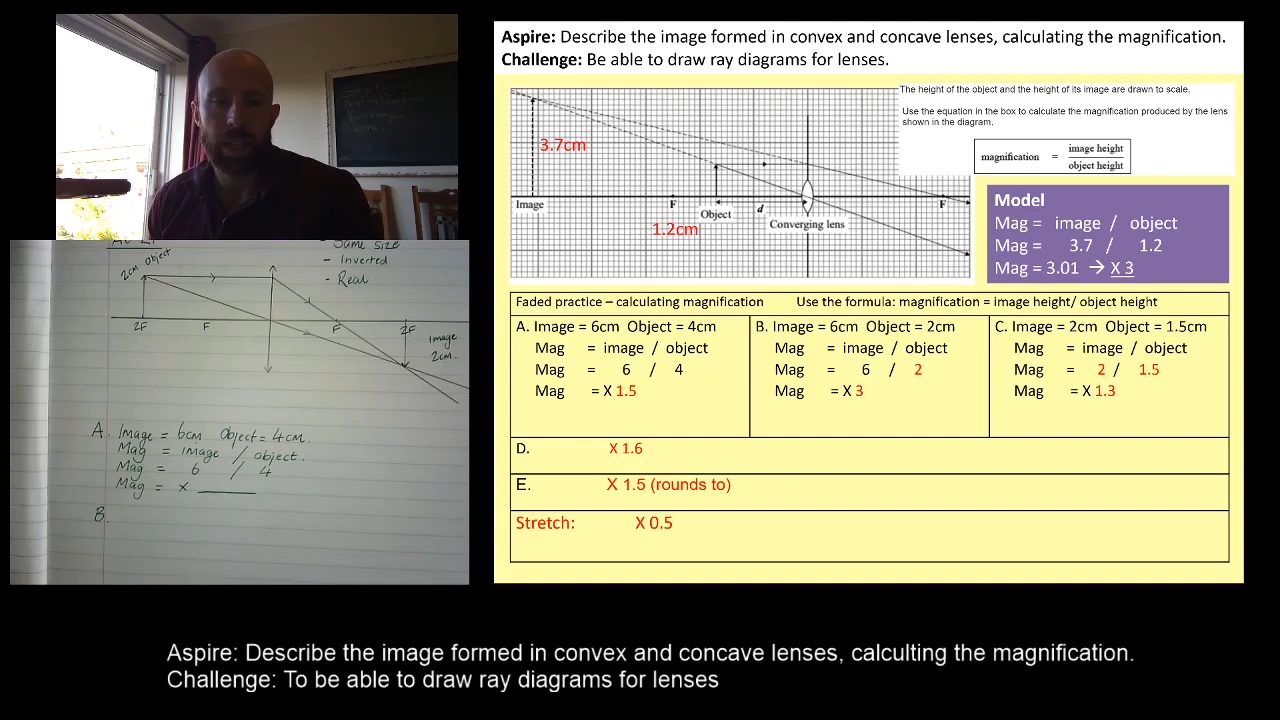 Aspire: Describe the image formed in convex and concave lenses, calculating the magnification.
Challenge: Be able to draw ray diagrams for lenses.
The height of the object and the height of its image are drawn to scale.
Use the equation in the box to calculate the magnification produced by the lens
shown in the diagram.
magnification = image height
object height
3.7cm
Image
F
Object
d
F
1.2cm
Converging lens
Model
Mag = image / object
Mag = 3.7 / 1.2
Mag = 3.01 → X 3
Faded practice – calculating magnification Use the formula: magnification = image height/ object height
A. Image = 6cm Object = 4cm
Mag = image / object
Mag = 6 / 4
Mag = X 1.5
B. Image = 6cm Object = 2cm
Mag = image / object
Mag = 6 / 2
Mag = X 3
C. Image = 2cm Object = 1.5cm
Mag = image / object
Mag = 2 / 1.5
Mag = X 1.3
D. X 1.6
E. X 1.5 (rounds to)
Stretch: X 0.5
- Same size
- Inverted
- Real
2cm Object
2F
F
F
2F
Image
2cm.
A. Image = 6cm Object = 4cm.
Mag = image / object.
Mag = 6 / 4
Mag = x
B.
Aspire: Describe the image formed in convex and concave lenses, calculting the magnification.
Challenge: To be able to draw ray diagrams for lenses